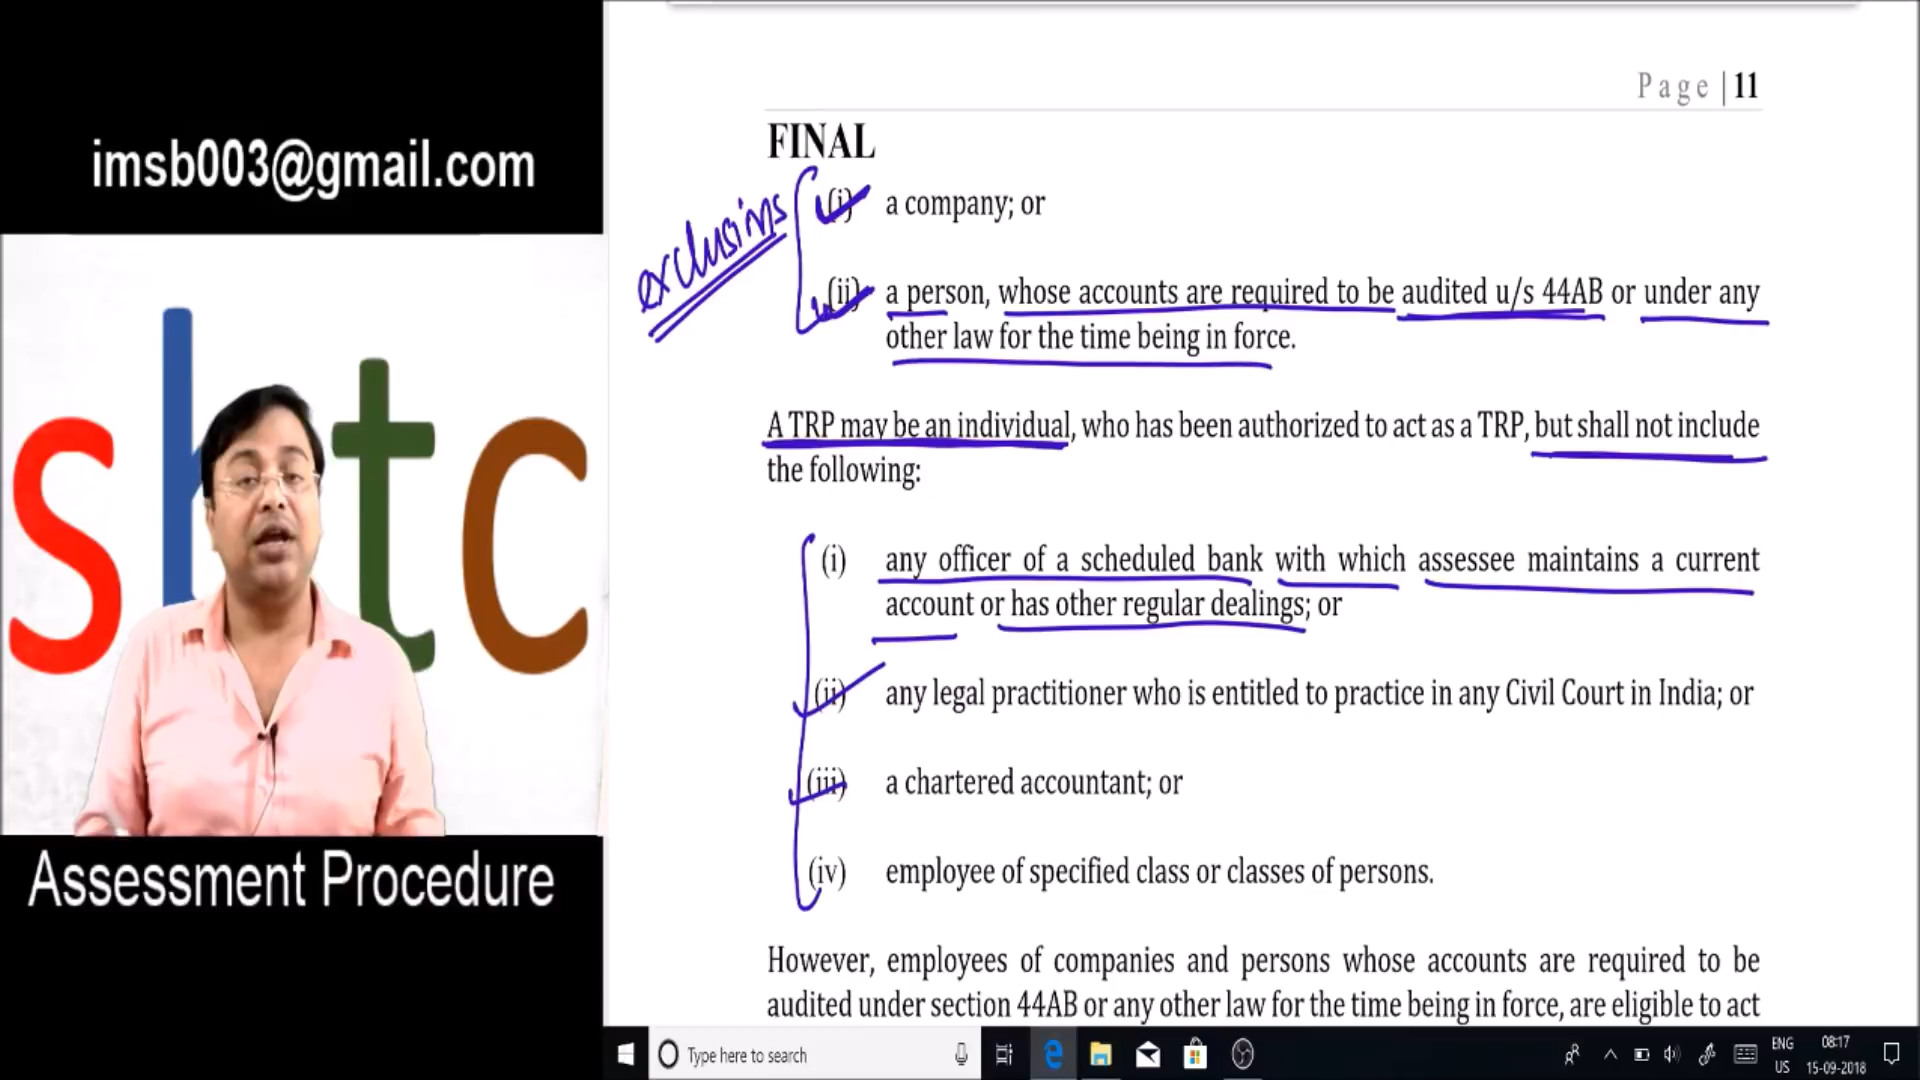 imsb003@gmail.com
shtc
Assessment Procedure
Page | 11
FINAL
exclusions
(i) a company; or
(ii) a person, whose accounts are required to be audited u/s 44AB or under any
other law for the time being in force.
A TRP may be an individual, who has been authorized to act as a TRP, but shall not include
the following:
(i) any officer of a scheduled bank with which assessee maintains a current
account or has other regular dealings; or
(ii) any legal practitioner who is entitled to practice in any Civil Court in India; or
(iii) a chartered accountant; or
(iv) employee of specified class or classes of persons.
However, employees of companies and persons whose accounts are required to be
audited under section 44AB or any other law for the time being in force, are eligible to act
Type here to search
ENG
US
08:17
15-09-2018